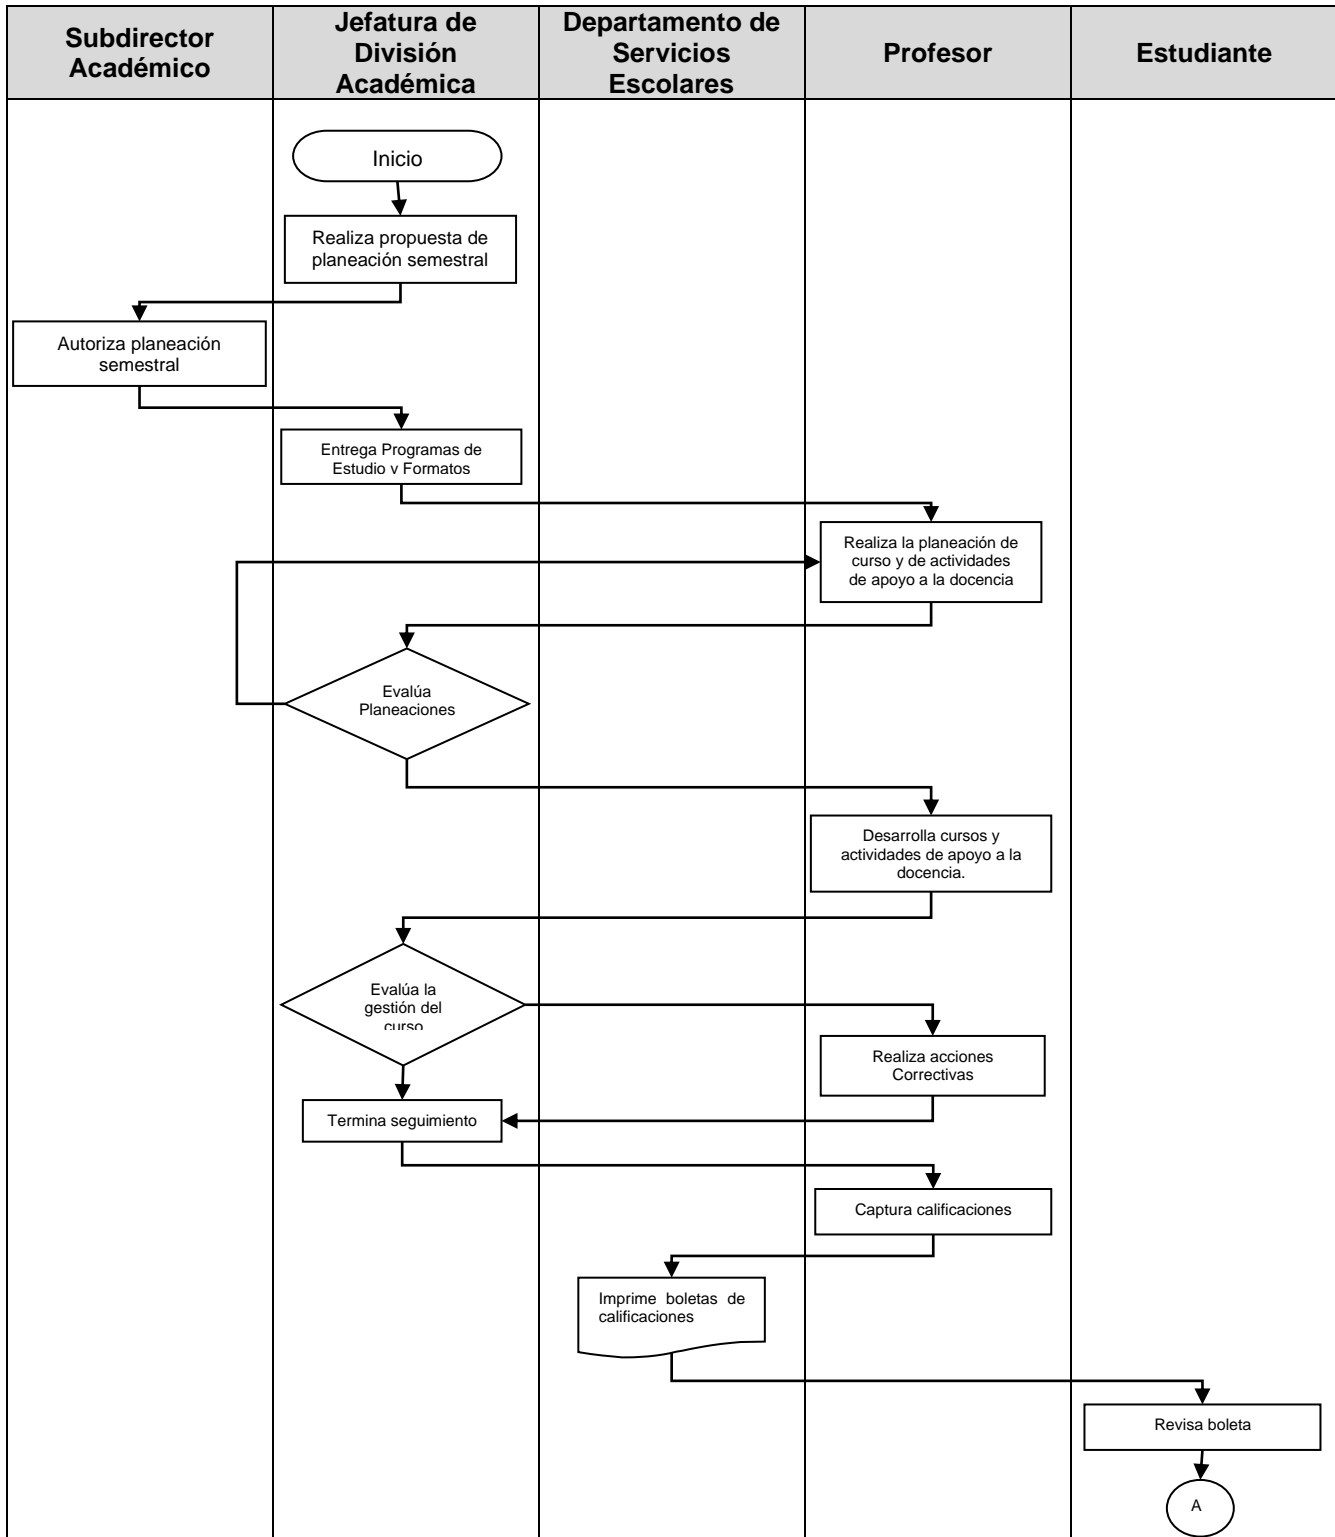 Subdirector
Académico
Jefatura de
División
Académica
Departamento de
Servicios
Escolares
Profesor
Estudiante
Inicio
Realiza propuesta de
planeación semestral
Autoriza planeación
semestral
Entrega Programas de
Estudio y Formatos
Realiza la planeación de
curso y de actividades
de apoyo a la docencia
Evalúa
Planeaciones
Desarrolla cursos y
actividades de apoyo a la
docencia.
Evalúa la
gestión del
curso
Realiza acciones
Correctivas
Termina seguimiento
Captura calificaciones
Imprime boletas de
calificaciones
Revisa boleta
A